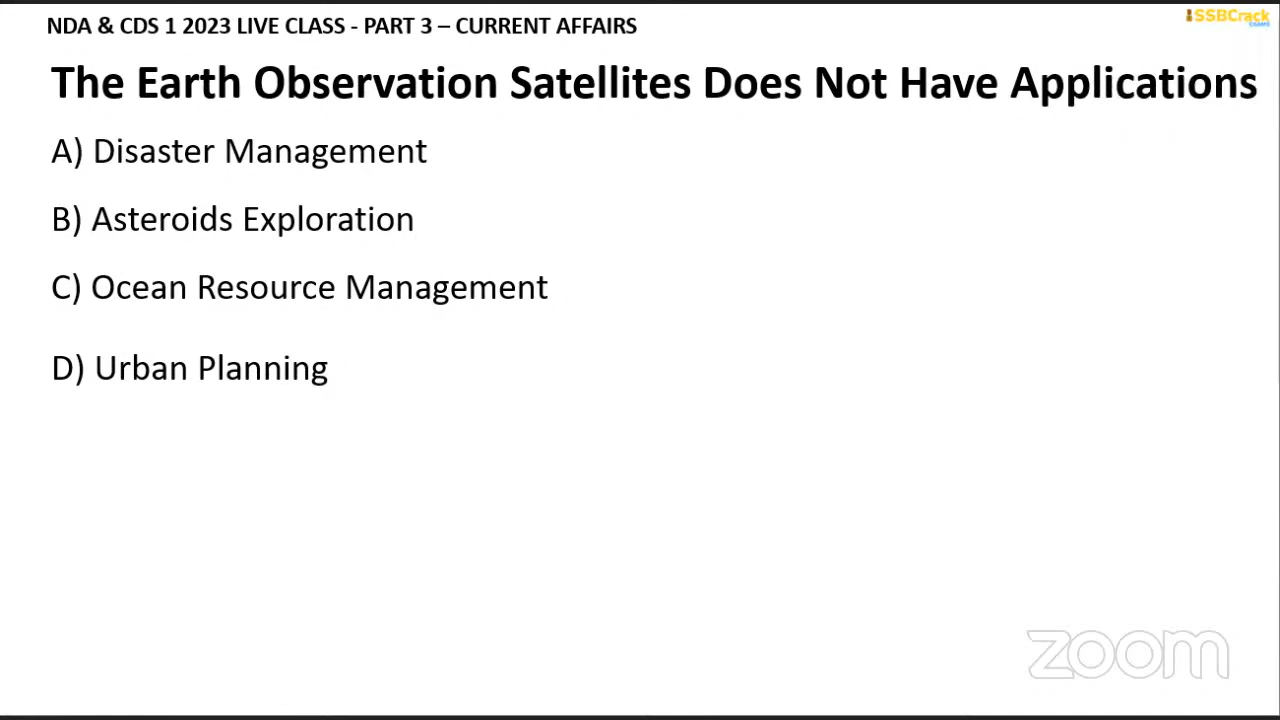 NDA & CDS 1 2023 LIVE CLASS - PART 3 – CURRENT AFFAIRS
SSBCrack
EXAMS
The Earth Observation Satellites Does Not Have Applications
A) Disaster Management
B) Asteroids Exploration
C) Ocean Resource Management
D) Urban Planning
zoom